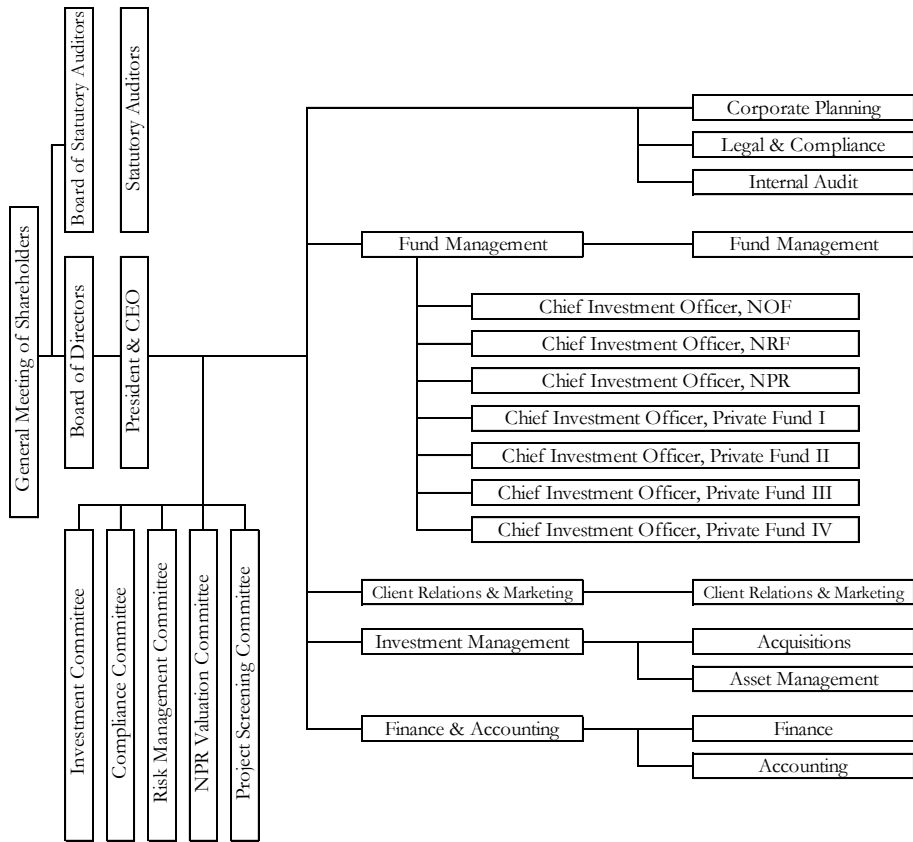 General Meeting of Shareholders
Board of Statutory Auditors
Statutory Auditors
Board of Directors
President & CEO
Investment Committee
Compliance Committee
Risk Management Committee
NPR Valuation Committee
Project Screening Committee
Corporate Planning
Legal & Compliance
Internal Audit
Fund Management
Fund Management
Chief Investment Officer, NOF
Chief Investment Officer, NRF
Chief Investment Officer, NPR
Chief Investment Officer, Private Fund I
Chief Investment Officer, Private Fund II
Chief Investment Officer, Private Fund III
Chief Investment Officer, Private Fund IV
Client Relations & Marketing
Client Relations & Marketing
Investment Management
Acquisitions
Asset Management
Finance & Accounting
Finance
Accounting